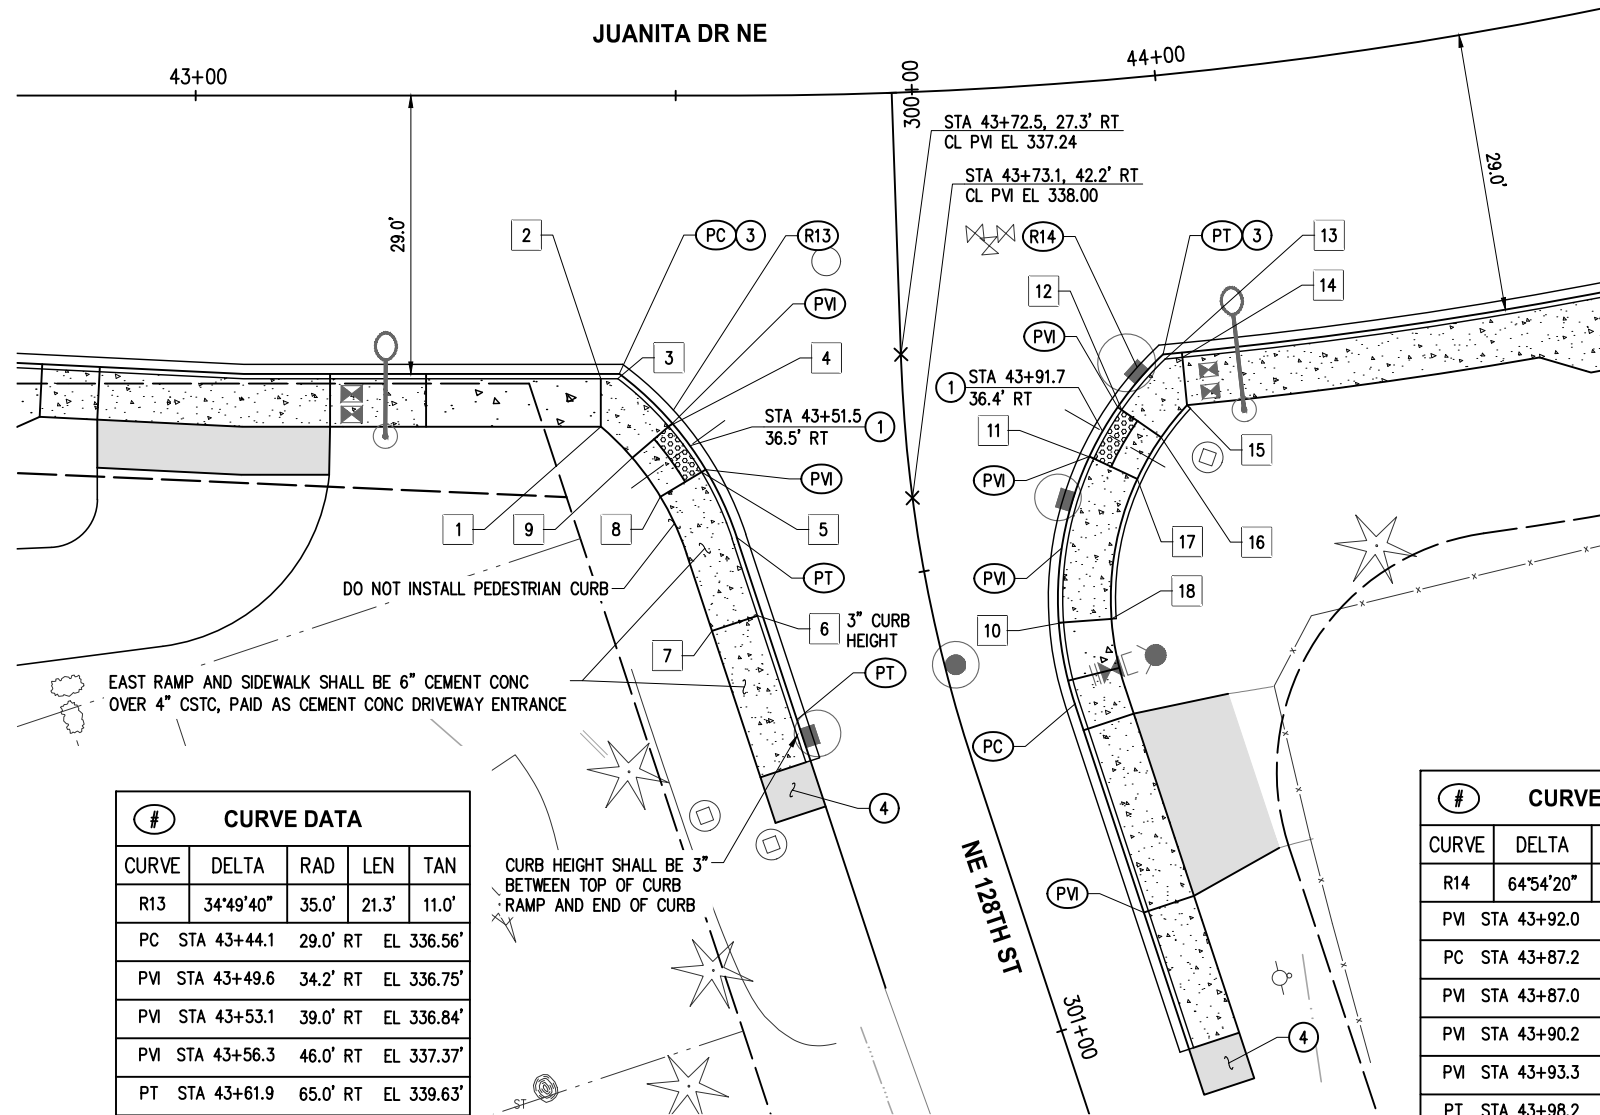 JUANITA DR NE
43+00
44+00
300+00
STA 43+72.5, 27.3' RT
CL PVI EL 337.24
STA 43+73.1, 42.2' RT
CL PVI EL 338.00
29.0'
29.0'
2
PC 3
R13
R14
PT 3
13
12
14
PVI
PVI
3
4
1 STA 43+91.7
36.4' RT
STA 43+51.5 1
36.5' RT
11
15
PVI
PVI
1
9
8
5
17
16
DO NOT INSTALL PEDESTRIAN CURB
PT
PVI
18
6
3" CURB
HEIGHT
10
7
PT
EAST RAMP AND SIDEWALK SHALL BE 6" CEMENT CONC
OVER 4" CSTC, PAID AS CEMENT CONC DRIVEWAY ENTRANCE
PC
4
CURB HEIGHT SHALL BE 3"
BETWEEN TOP OF CURB
RAMP AND END OF CURB
NE 128TH ST
PVI
301+00
4
ST
# CURVE DATA
CURVE DELTA RAD LEN TAN
R13 34°49'40" 35.0' 21.3' 11.0'
PC STA 43+44.1 29.0' RT EL 336.56'
PVI STA 43+49.6 34.2' RT EL 336.75'
PVI STA 43+53.1 39.0' RT EL 336.84'
PVI STA 43+56.3 46.0' RT EL 337.37'
PT STA 43+61.9 65.0' RT EL 339.63'
# CURVE
CURVE DELTA
R14 64°54'20"
PVI STA 43+92.0
PC STA 43+87.2
PVI STA 43+87.0
PVI STA 43+90.2
PVI STA 43+93.3
PT STA 43+98.2